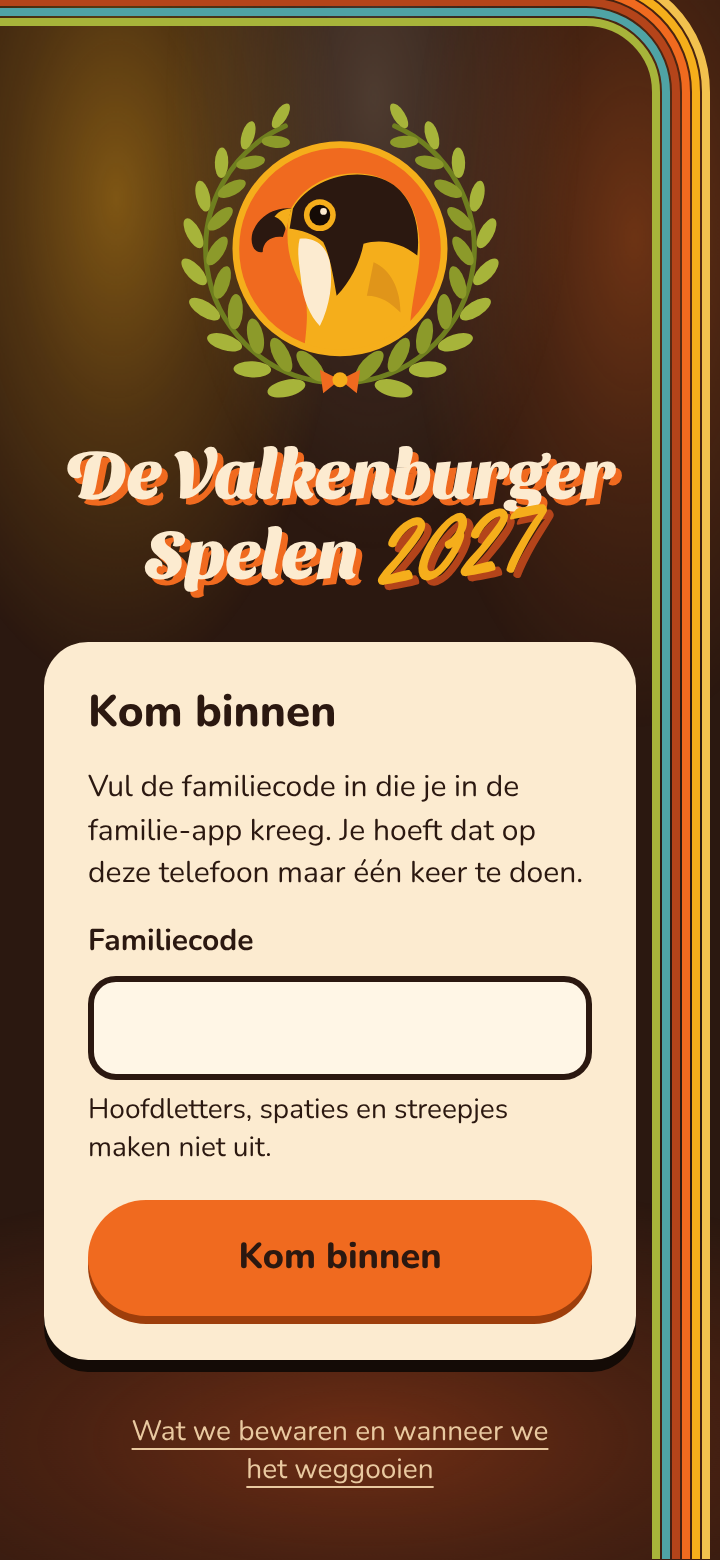 De Valkenburger
Spelen 2027
Kom binnen
Vul de familiecode in die je in de
familie-app kreeg. Je hoeft dat op
deze telefoon maar één keer te doen.
Familiecode
Hoofdletters, spaties en streepjes
maken niet uit.
Kom binnen
Wat we bewaren en wanneer we
het weggooien